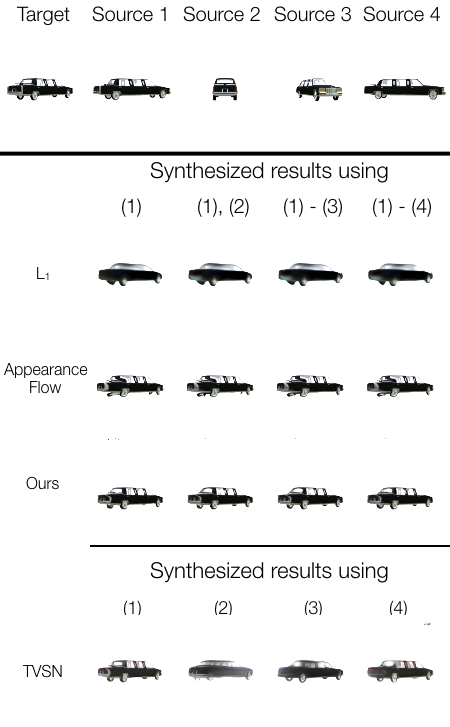 Target Source 1 Source 2 Source 3 Source 4
Synthesized results using
(1) (1), (2) (1) - (3) (1) - (4)
L₁
Appearance
Flow
Ours
Synthesized results using
(1) (2) (3) (4)
TVSN